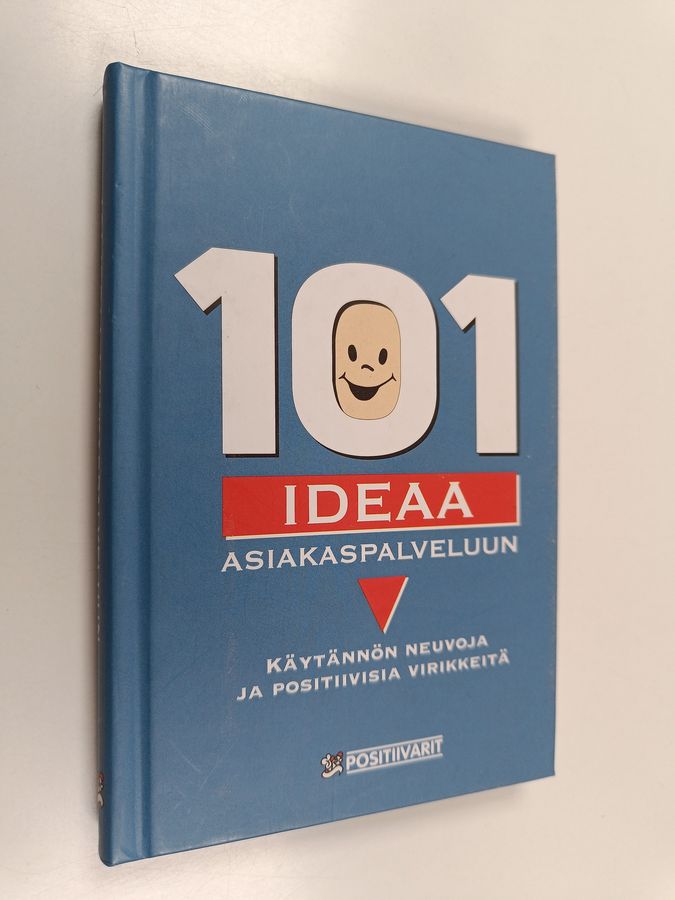 101
IDEAA
ASIAKASPALVELUUN
KÄYTÄNNÖN NEUVOJA
JA POSITIIVISIA VIRIKKEITÄ
POSITIIVARIT